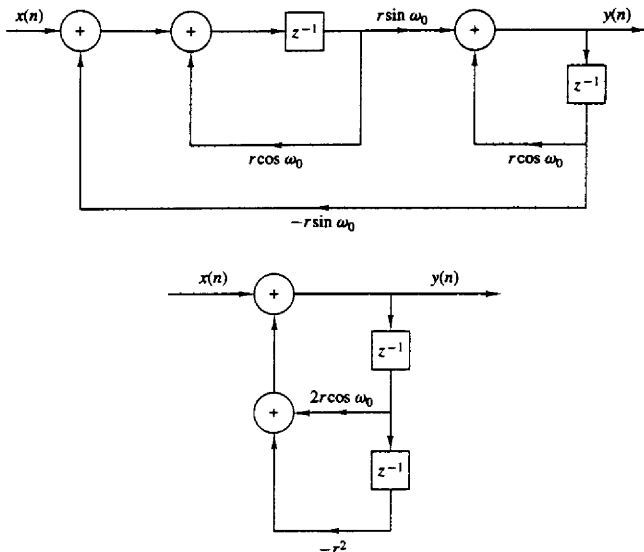 x(n) + + z⁻¹ r sin ω₀ + y(n)
z⁻¹
r cos ω₀ r cos ω₀
−r sin ω₀
x(n) + y(n)
z⁻¹
+ 2r cos ω₀
z⁻¹
−r²